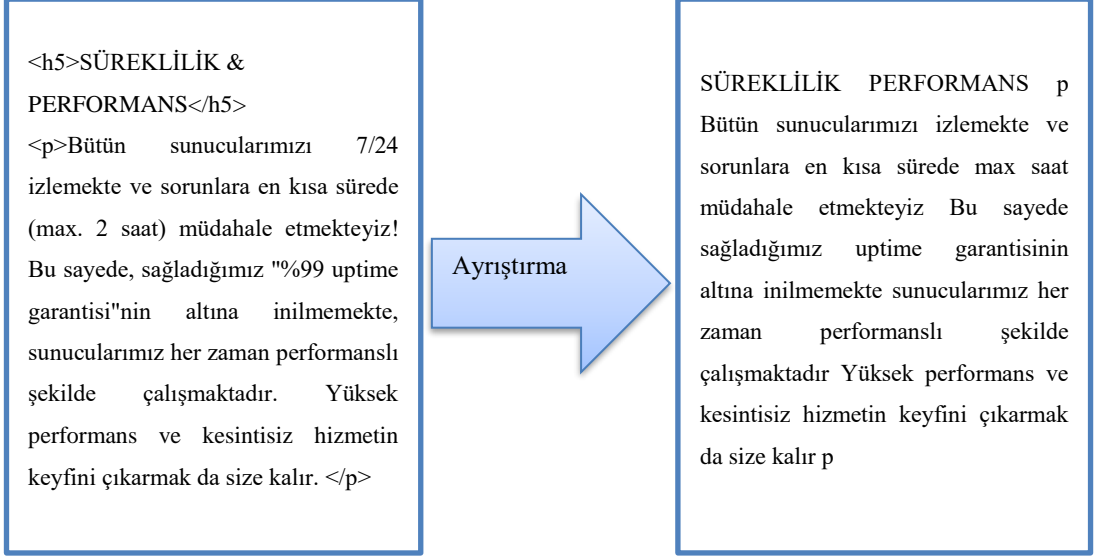 <h5>SÜREKLİLİK &
PERFORMANS</h5>
<p>Bütün sunucularımızı 7/24
izlemekte ve sorunlara en kısa sürede
(max. 2 saat) müdahale etmekteyiz!
Bu sayede, sağladığımız "%99 uptime
garantisi"nin altına inilmemekte,
sunucularımız her zaman performanslı
şekilde çalışmaktadır. Yüksek
performans ve kesintisiz hizmetin
keyfini çıkarmak da size kalır. </p>
Ayrıştırma
SÜREKLİLİK PERFORMANS p
Bütün sunucularımızı izlemekte ve
sorunlara en kısa sürede max saat
müdahale etmekteyiz Bu sayede
sağladığımız uptime garantisinin
altına inilmemekte sunucularımız her
zaman performanslı şekilde
çalışmaktadır Yüksek performans ve
kesintisiz hizmetin keyfini çıkarmak
da size kalır p